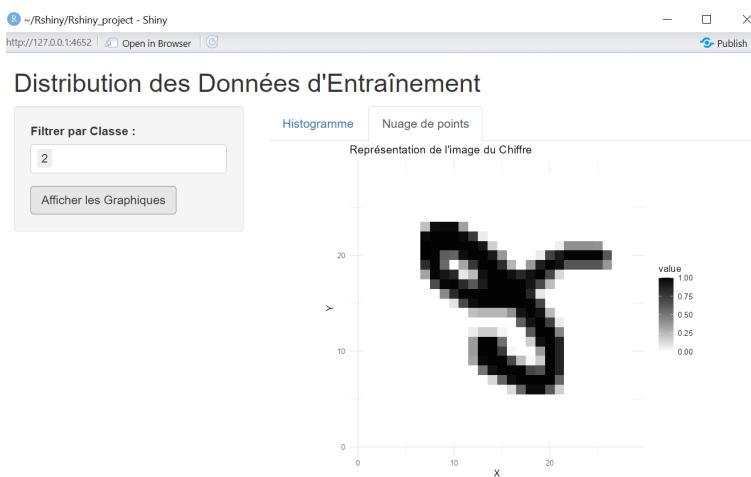 ~/Rshiny/Rshiny_project - Shiny
http://127.0.0.1:4652 Open in Browser Publish
Distribution des Données d'Entraînement
Filtrer par Classe :
2
Afficher les Graphiques
Histogramme Nuage de points
Représentation de l'image du Chiffre
Y
20
10
0
0 10 20
X
value
1.00
0.75
0.50
0.25
0.00